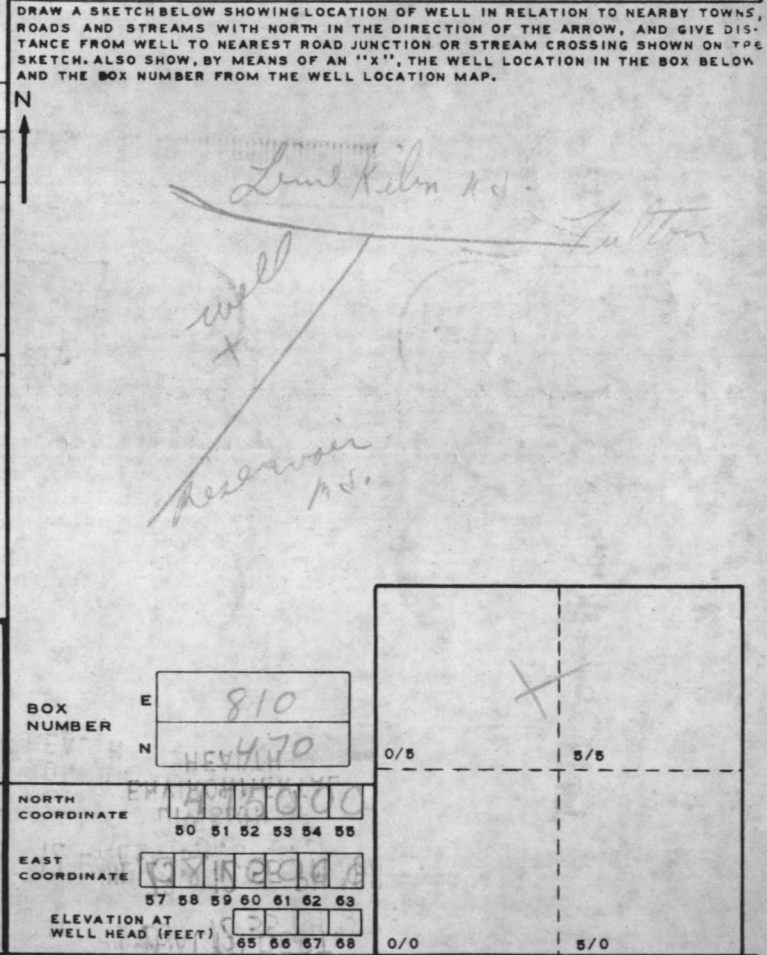 DRAW A SKETCH BELOW SHOWING LOCATION OF WELL IN RELATION TO NEARBY TOWNS,
ROADS AND STREAMS WITH NORTH IN THE DIRECTION OF THE ARROW, AND GIVE DIS-
TANCE FROM WELL TO NEAREST ROAD JUNCTION OR STREAM CROSSING SHOWN ON THE
SKETCH. ALSO SHOW, BY MEANS OF AN "X", THE WELL LOCATION IN THE BOX BELOW
AND THE BOX NUMBER FROM THE WELL LOCATION MAP.
N
Lime Kiln Rd.
Fulton
well
X
Reservoir
Rd.
BOX
NUMBER
E 810
N 470
X
0/5 5/5
NORTH
COORDINATE
50 51 52 53 54 55
EAST
COORDINATE
57 58 59 60 61 62 63
ELEVATION AT
WELL HEAD (FEET)
65 66 67 68
0/0 5/0